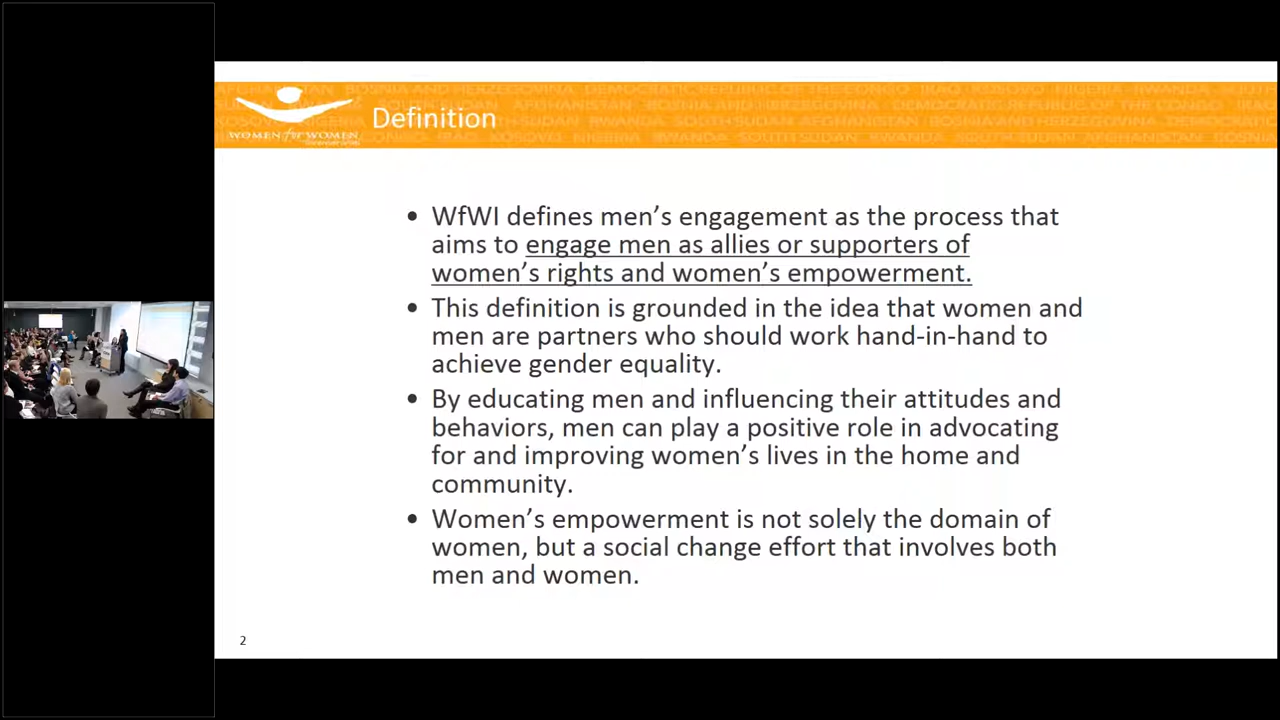 WOMEN for WOMEN
Definition
• WfWI defines men’s engagement as the process that
aims to engage men as allies or supporters of
women’s rights and women’s empowerment.
• This definition is grounded in the idea that women and
men are partners who should work hand-in-hand to
achieve gender equality.
• By educating men and influencing their attitudes and
behaviors, men can play a positive role in advocating
for and improving women’s lives in the home and
community.
• Women’s empowerment is not solely the domain of
women, but a social change effort that involves both
men and women.
2